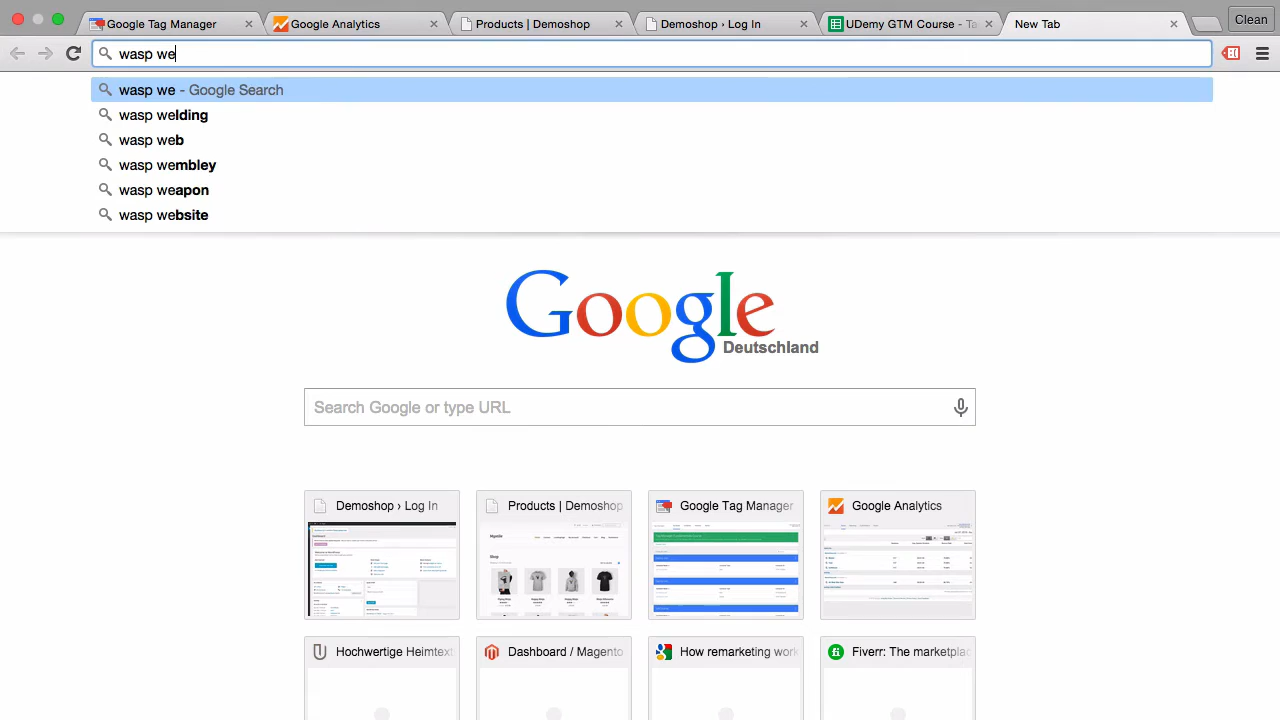 Google Tag Manager
Google Analytics
Products | Demoshop
Demoshop › Log In
UDemy GTM Course - Ta
New Tab
Clean
wasp we
wasp we - Google Search
wasp welding
wasp web
wasp wembley
wasp weapon
wasp website
Google
Deutschland
Search Google or type URL
Demoshop › Log In
Products | Demoshop
Google Tag Manager
Google Analytics
Shop
Hochwertige Heimtext
Dashboard / Magento
How remarketing work
Fiverr: The marketplac